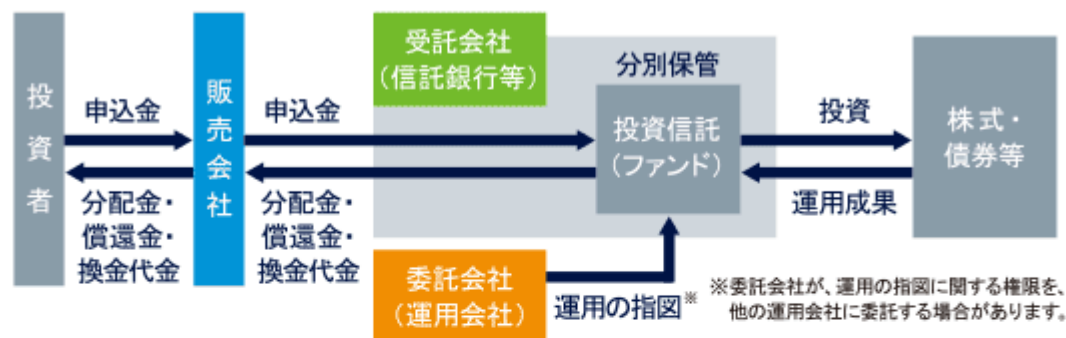 投資者
申込金
分配金・
償還金・
換金代金
販売会社
申込金
分配金・
償還金・
換金代金
受託会社
(信託銀行等)
分別保管
投資信託
(ファンド)
委託会社
(運用会社)
運用の指図※
投資
運用成果
株式・
債券等
※委託会社が、運用の指図に関する権限を、
他の運用会社に委託する場合があります。